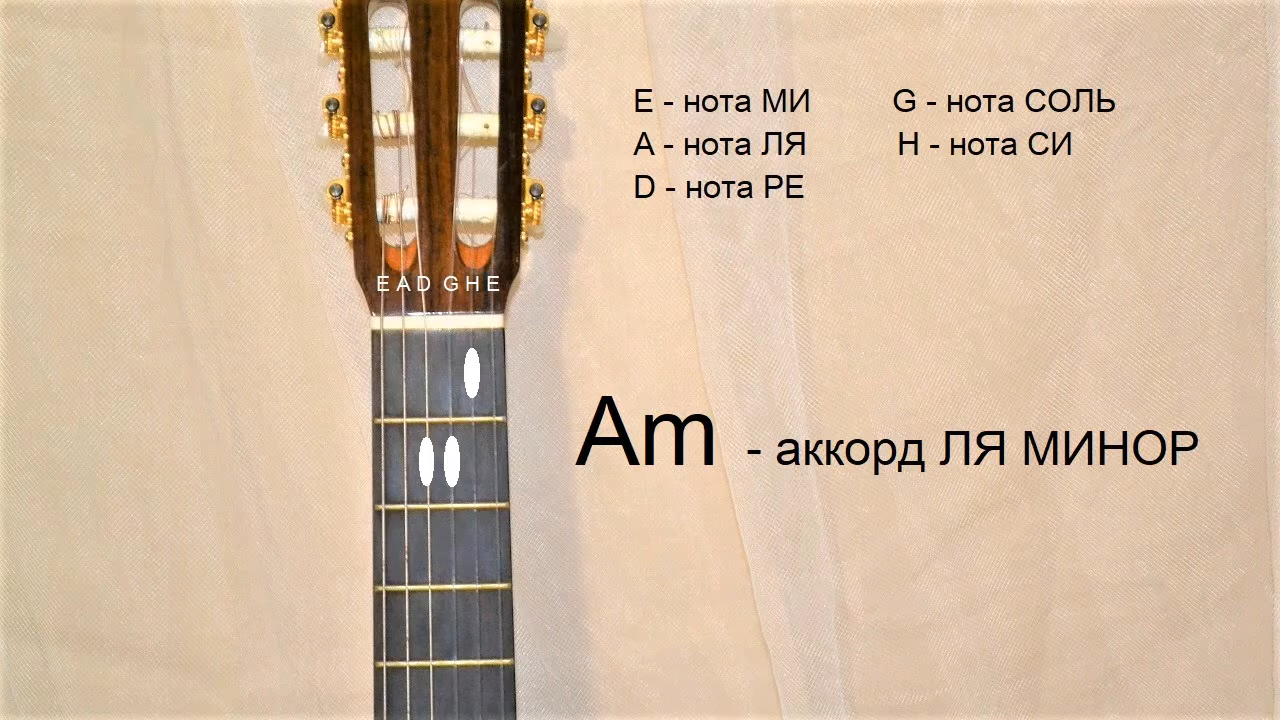 E - нота МИ
A - нота ЛЯ
D - нота РЕ
G - нота СОЛЬ
H - нота СИ
E A D G H E
Am - аккорд ЛЯ МИНОР